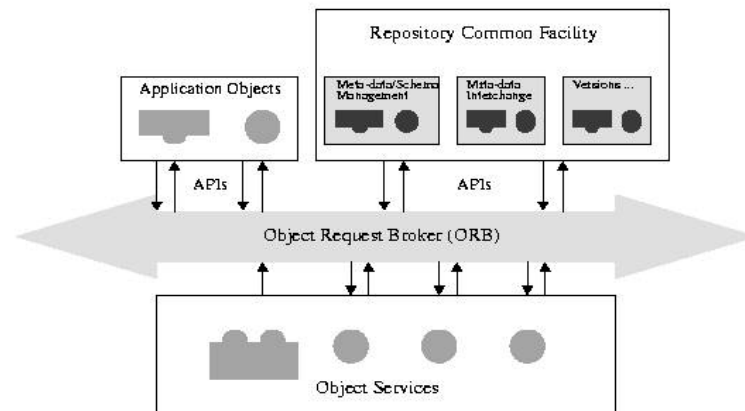 Repository Common Facility
Application Objects
Meta-data/Schema
Management
Meta-data
Interchange
Versions ...
APIs
APIs
Object Request Broker (ORB)
Object Services